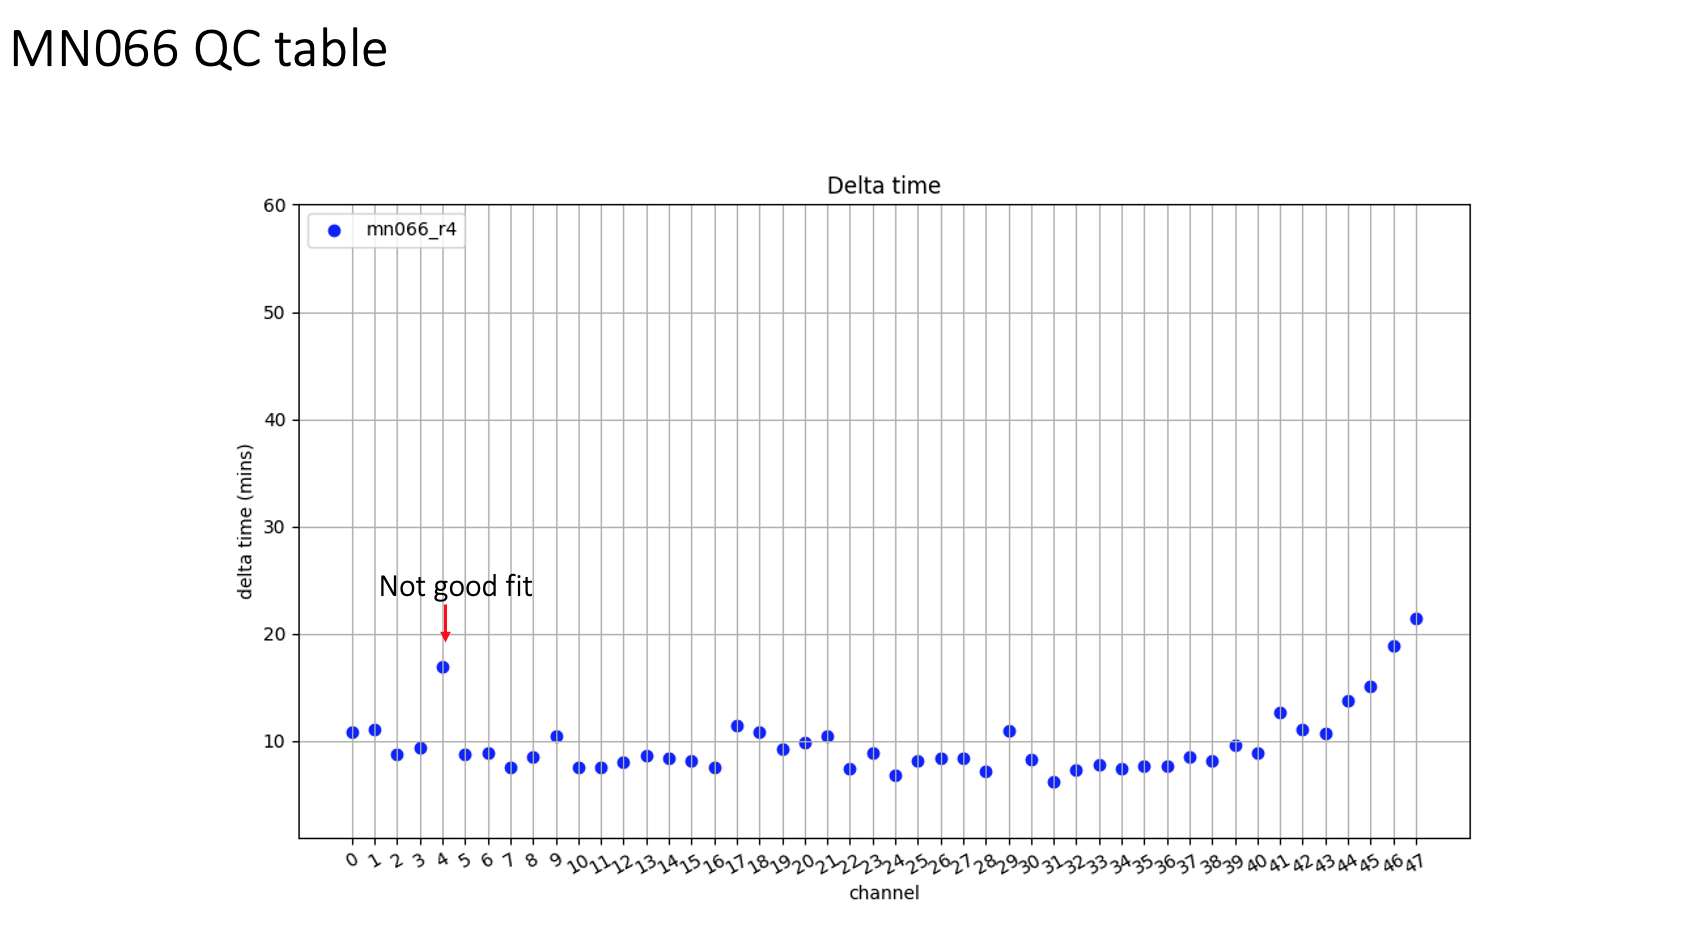 MN066 QC table
Delta time
60
mn066_r4
50
40
delta time (mins)
30
Not good fit
20
10
0 1 2 3 4 5 6 7 8 9 10 11 12 13 14 15 16 17 18 19 20 21 22 23 24 25 26 27 28 29 30 31 32 33 34 35 36 37 38 39 40 41 42 43 44 45 46 47
channel